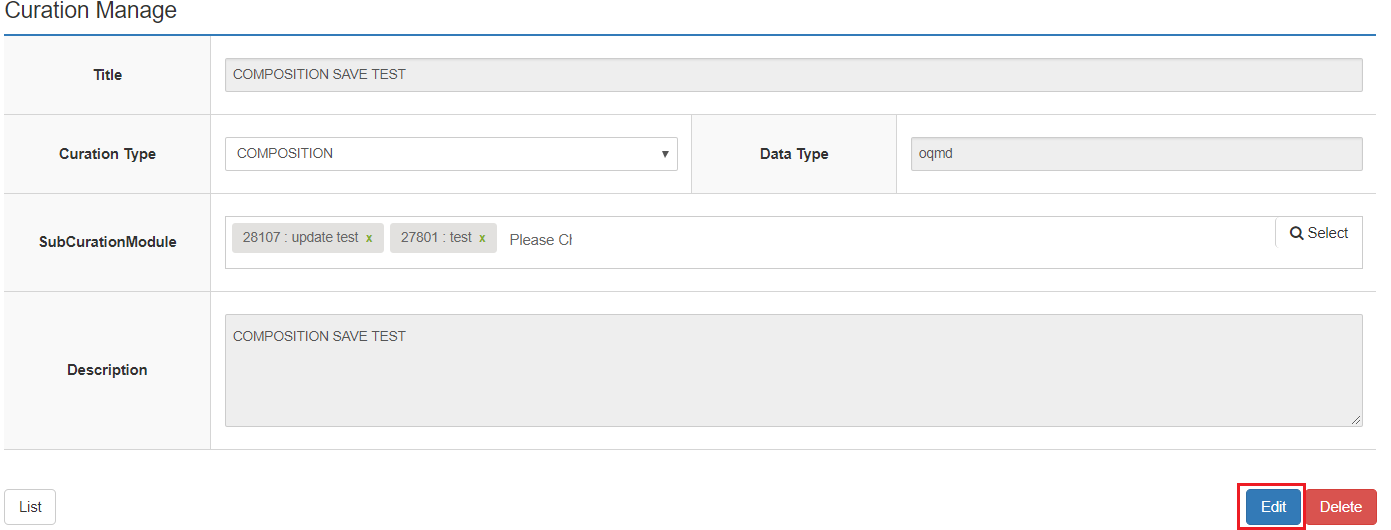 Curation Manage
Title
COMPOSITION SAVE TEST
Curation Type
COMPOSITION
Data Type
oqmd
SubCurationModule
28107 : update test x
27801 : test x
Please Ch
Select
Description
COMPOSITION SAVE TEST
List
Edit
Delete